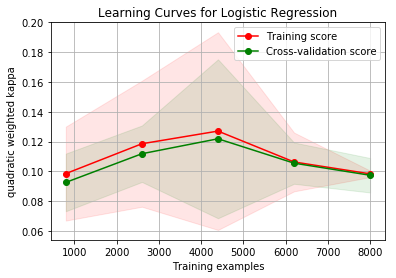 Learning Curves for Logistic Regression
Training score
Cross-validation score
quadratic weighted kappa
0.20
0.18
0.16
0.14
0.12
0.10
0.08
0.06
1000 2000 3000 4000 5000 6000 7000 8000
Training examples